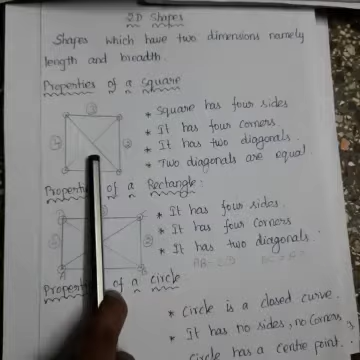 2D Shapes
Shapes which have two dimensions namely
length and breadth.
Properties of a square
* Square has four sides
* It has four corners.
* It has two diagonals.
* Two diagonals are equal
Properties of a Rectangle:
* It has four sides.
* It has four corners
* It has two diagonals.
Properties of a circle
* Circle is a closed curve.
* It has no sides, no corners,
Circle has a centre point.